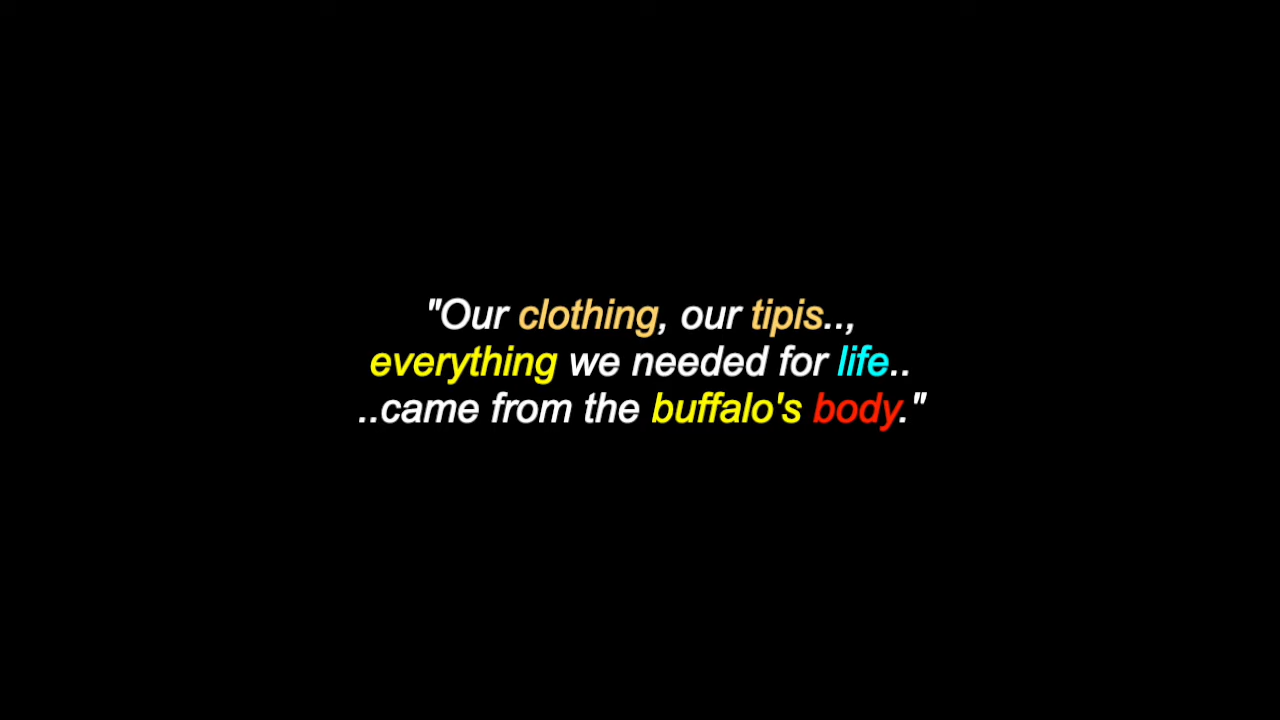 "Our clothing, our tipis..,
everything we needed for life..
..came from the buffalo's body."